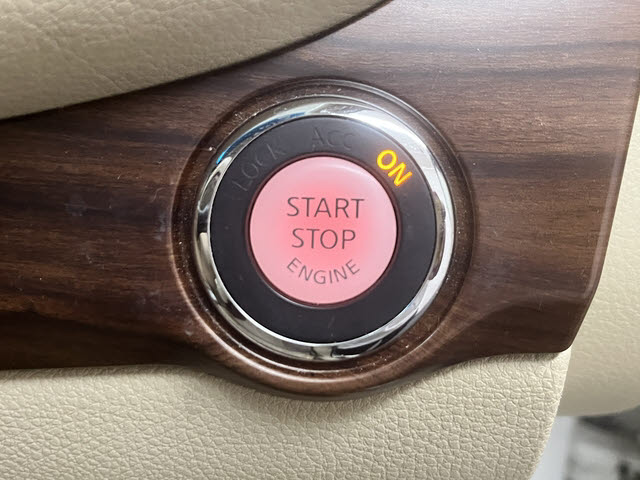 LOCK ACC ON
START
STOP
ENGINE